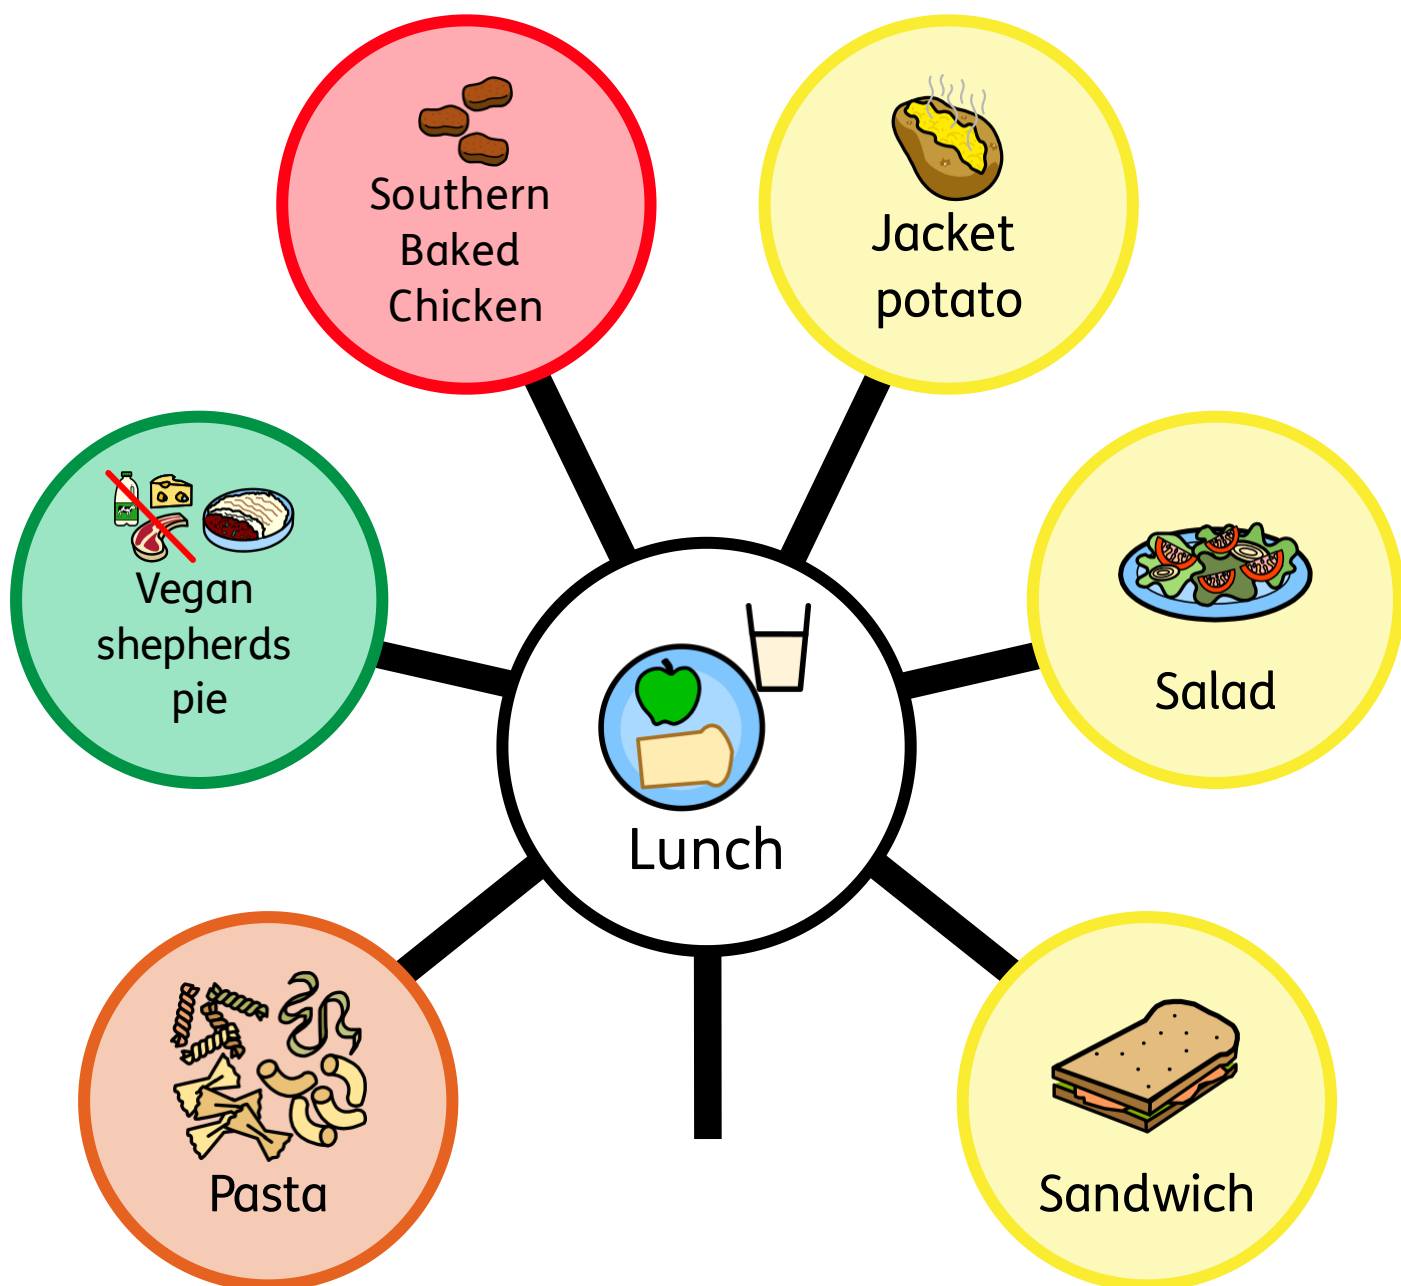 Southern
Baked
Chicken
Jacket
potato
Vegan
shepherds
pie
Salad
Lunch
Pasta
Sandwich